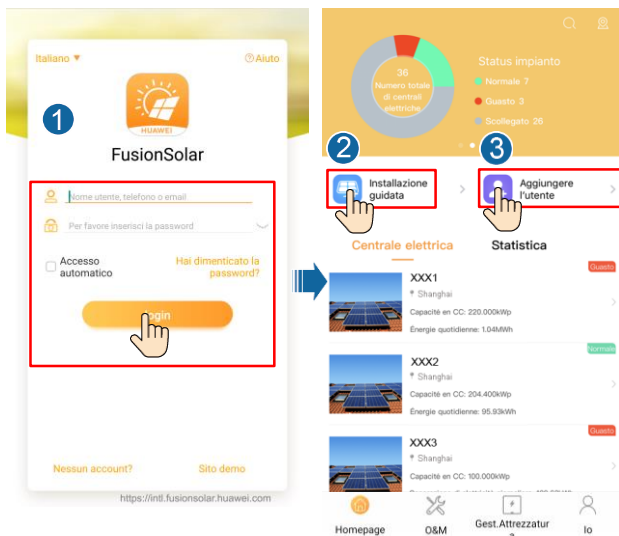 Italiano ▼
Aiuto
1
HUAWEI
FusionSolar
Nome utente, telefono o email
Per favore inserisci la password
Accesso
automatico
Hai dimenticato la
password?
Login
Nessun account?
Sito demo
https://intl.fusionsolar.huawei.com
36
Numero totale
di centrali
elettriche
Status impianto
Normale 7
Guasto 3
Scollegato 26
2
Installazione
guidata
3
Aggiungere
l'utente
Centrale elettrica
Statistica
XXX1
Guasto
Shanghai
Capacité en CC: 220.000kWp
Énergie quotidienne: 1.04MWh
XXX2
Normale
Shanghai
Capacité en CC: 204.400kWp
Énergie quotidienne: 95.93kWh
XXX3
Guasto
Shanghai
Capacité en CC: 100.000kWp
Homepage
O&M
Gest.Attrezzatur
a
Io